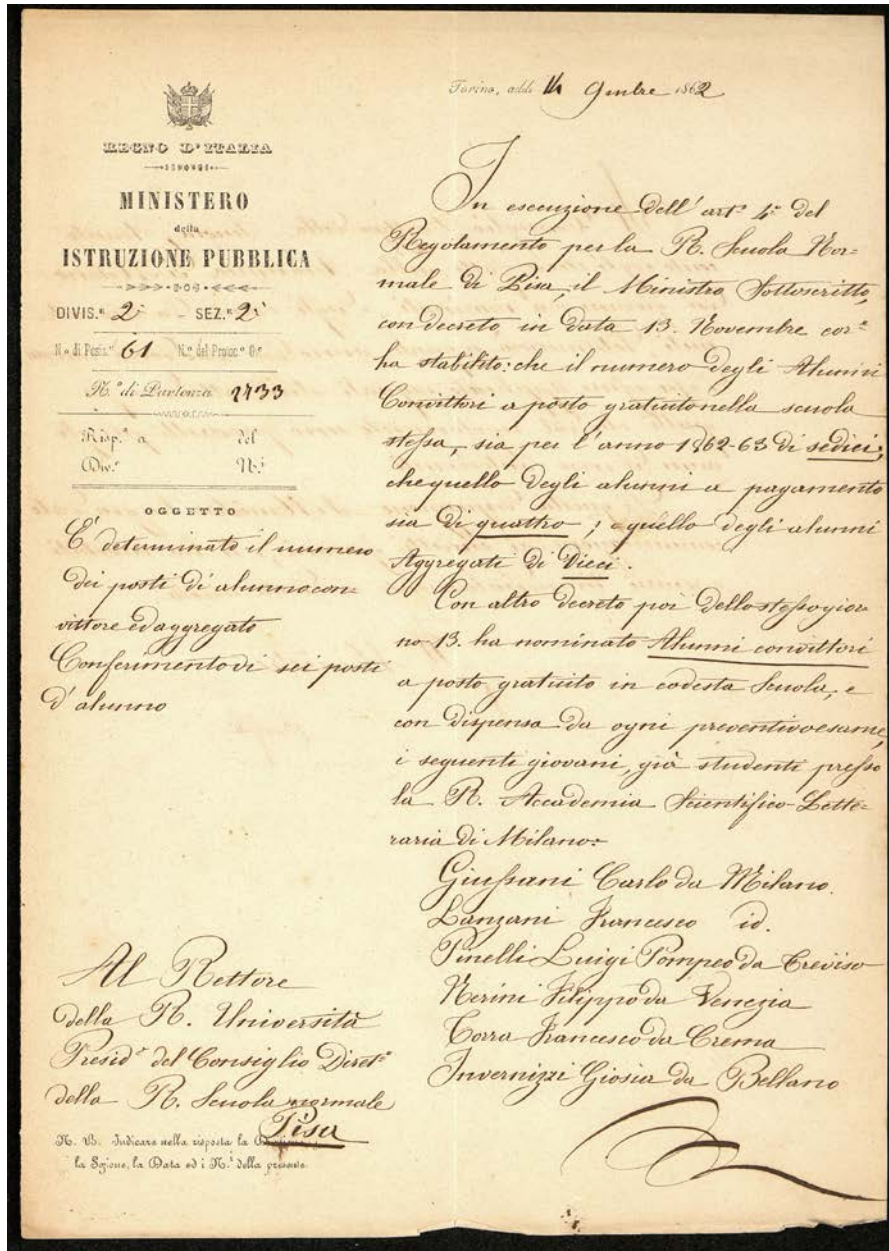 REGNO D'ITALIA
MINISTERO
della
ISTRUZIONE PUBBLICA
DIVIS.e 2a - SEZ.e 2a
N.o di Posiz.e 61 N.o del Protoc.o G.e
N.o di Partenza 2733
Risp.a a del
Div.e N.i
OGGETTO
E' determinato il numero
dei posti di alunno con-
vittore ed aggregato
Conferimento di sei posti
d'alunno
Al Rettore
della R. Università
Presid.e del Consiglio Dirett.o
della R. Scuola normale
Pisa
N. B. Indicare nella risposta la
la Sezione, la Data ed i N.i della presente
Torino, addì 14 9mbre 1862
In esecuzione dell'art.o 4.o del
Regolamento per la R. Scuola Nor-
male di Pisa, il Ministro Sottoscritto,
con decreto in data 13. Novembre cor.e
ha stabilito: che il numero degli Alunni
Convittori a posto gratuito nella scuola
stessa, sia per l'anno 1862-63 di sedici;
che quello degli alunni a pagamento
sia di quattro; e quello degli alunni
Aggregati di Dieci.
Con altro decreto poi dello stesso gior-
no 13. ha nominato Alunni convittori
a posto gratuito in codesta Scuola, e
con dispensa da ogni preventivo esame,
i seguenti giovani, già studenti presso
la R. Accademia Scientifico-Lette-
raria di Milano:
Giussani Carlo da Milano.
Lanzani Francesco id.
Pinelli Luigi Pompeo da Treviso
Nerini Filippo da Venezia
Torra Francesco da Crema
Invernizzi Giosia da Bellano